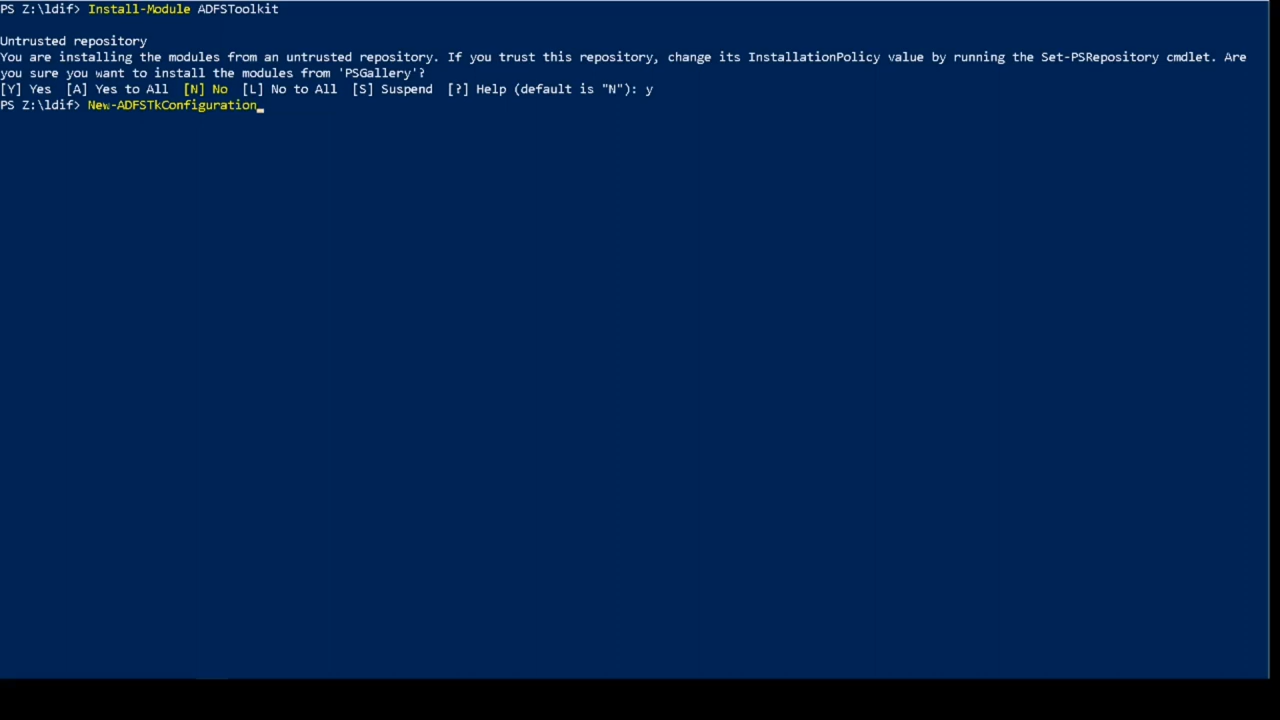 PS Z:\ldif> Install-Module ADFSToolkit
Untrusted repository
You are installing the modules from an untrusted repository. If you trust this repository, change its InstallationPolicy value by running the Set-PSRepository cmdlet. Are
you sure you want to install the modules from 'PSGallery'?
[Y] Yes  [A] Yes to All  [N] No  [L] No to All  [S] Suspend  [?] Help (default is "N"): y
PS Z:\ldif> New-ADFSTkConfiguration